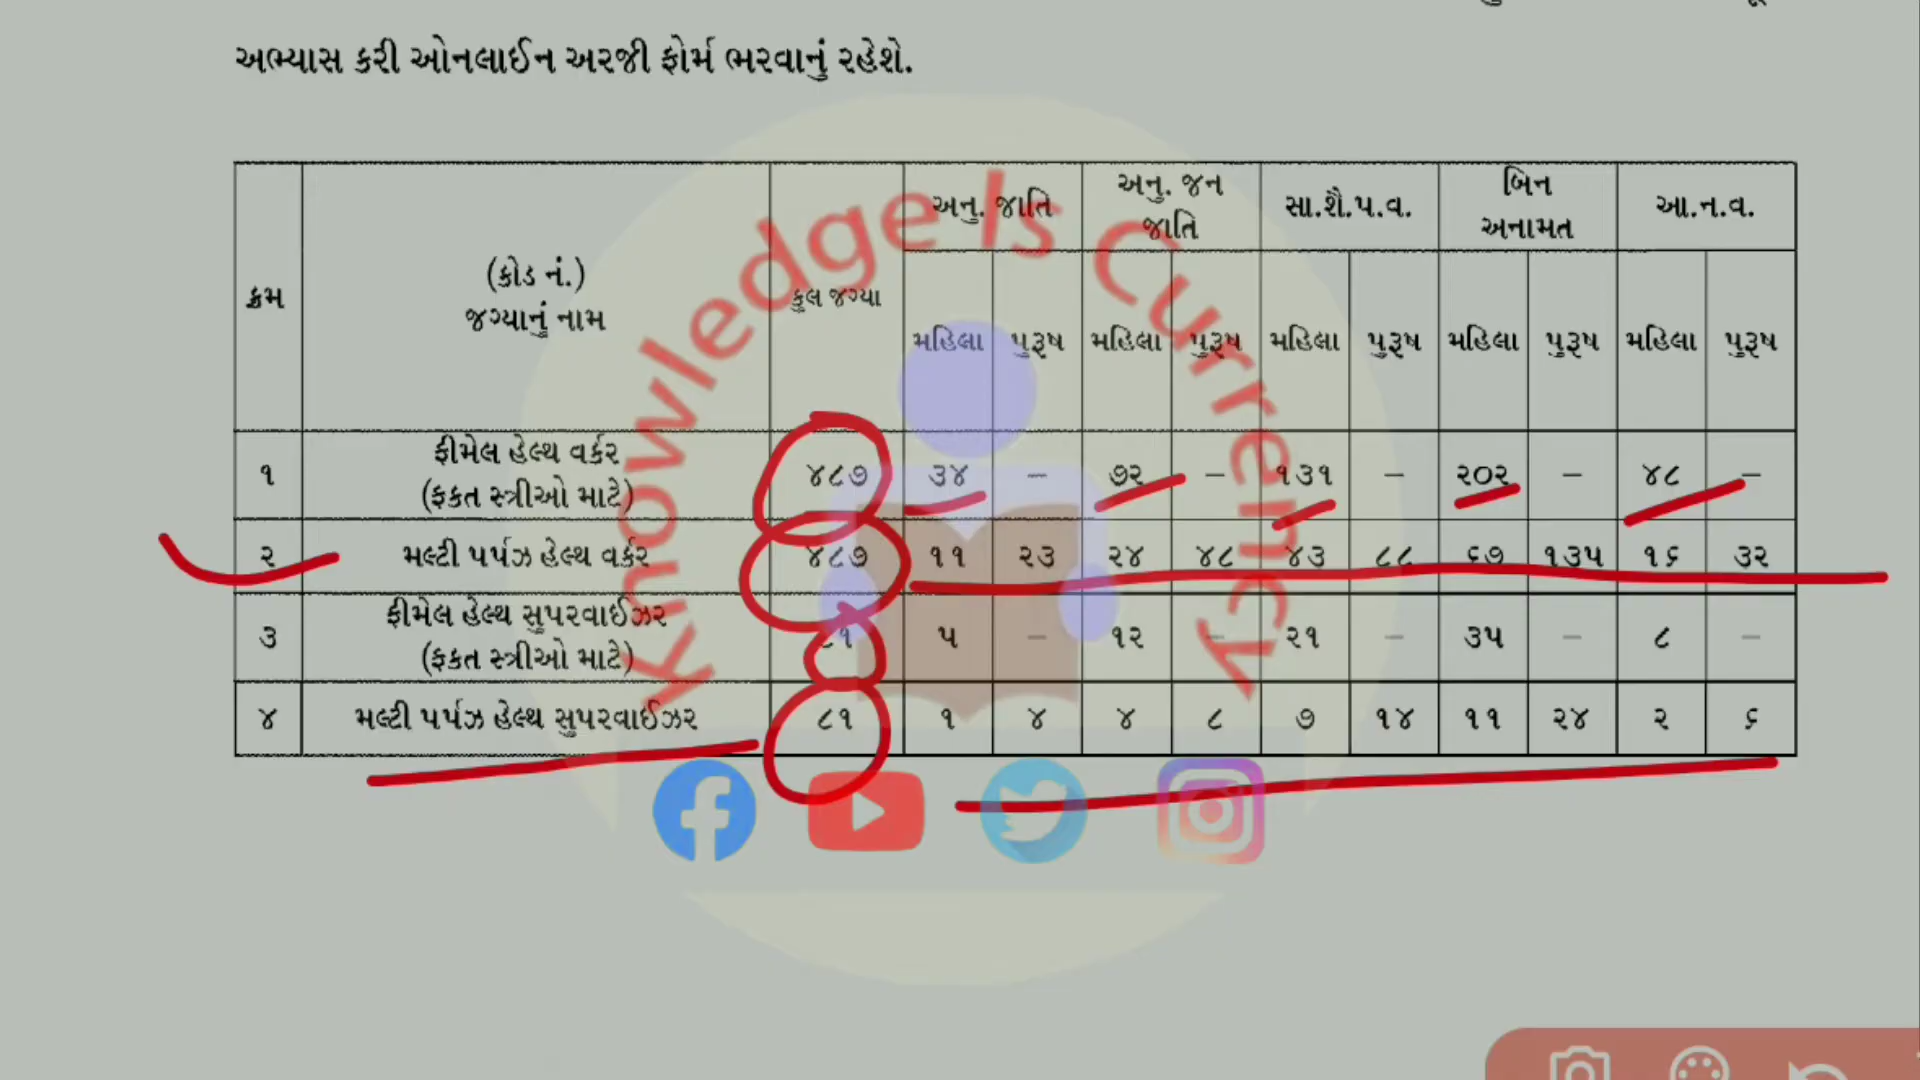 અભ્યાસ કરી ઓનલાઈન અરજી ફોર્મ ભરવાનું રહેશે.
ક્રમ (કોડ નં.) જગ્યાનું નામ કુલ જગ્યા અનુ. જાતિ અનુ. જન જાતિ સા.શૈ.પ.વ. બિન અનામત આ.ન.વ.
મહિલા પુરૂષ મહિલા પુરૂષ મહિલા પુરૂષ મહિલા પુરૂષ મહિલા પુરૂષ
૧ ફીમેલ હેલ્થ વર્કર (ફકત સ્ત્રીઓ માટે) ૪૮૭ ૩૪ – ૭૨ – ૧૩૧ – ૨૦૨ – ૪૮ –
૨ મલ્ટી પર્પઝ હેલ્થ વર્કર ૪૮૭ ૧૧ ૨૩ ૨૪ ૪૮ ૪૩ ૮૮ ૬૭ ૧૩૫ ૧૬ ૩૨
૩ ફીમેલ હેલ્થ સુપરવાઈઝર (ફકત સ્ત્રીઓ માટે) ૮૧ ૫ – ૧૨ – ૨૧ – ૩૫ – ૮ –
૪ મલ્ટી પર્પઝ હેલ્થ સુપરવાઈઝર ૮૧ ૧ ૪ ૪ ૮ ૭ ૧૪ ૧૧ ૨૪ ૨ ૬
Knowledge Is Currency